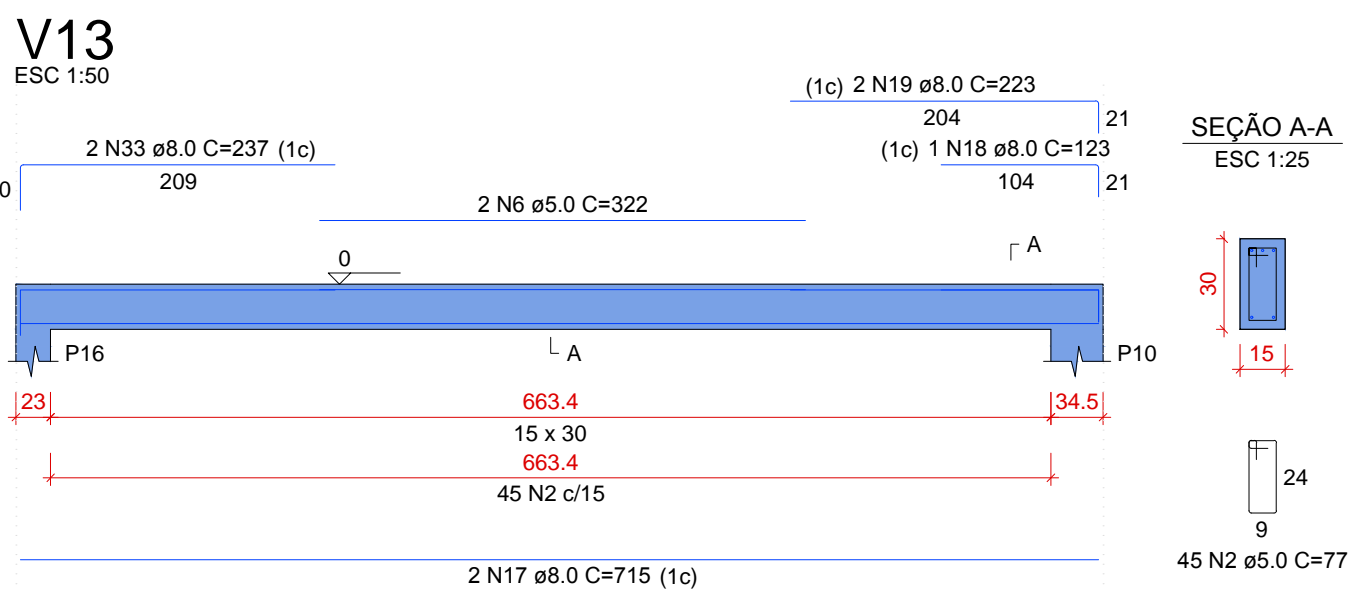 V13
ESC 1:50
(1c) 2 N19 ø8.0 C=223
204
21
2 N33 ø8.0 C=237 (1c)
209
0
(1c) 1 N18 ø8.0 C=123
104
21
2 N6 ø5.0 C=322
SEÇÃO A-A
ESC 1:25
0
A
30
15
P16
A
P10
23
663.4
34.5
15 x 30
663.4
45 N2 c/15
24
9
45 N2 ø5.0 C=77
2 N17 ø8.0 C=715 (1c)